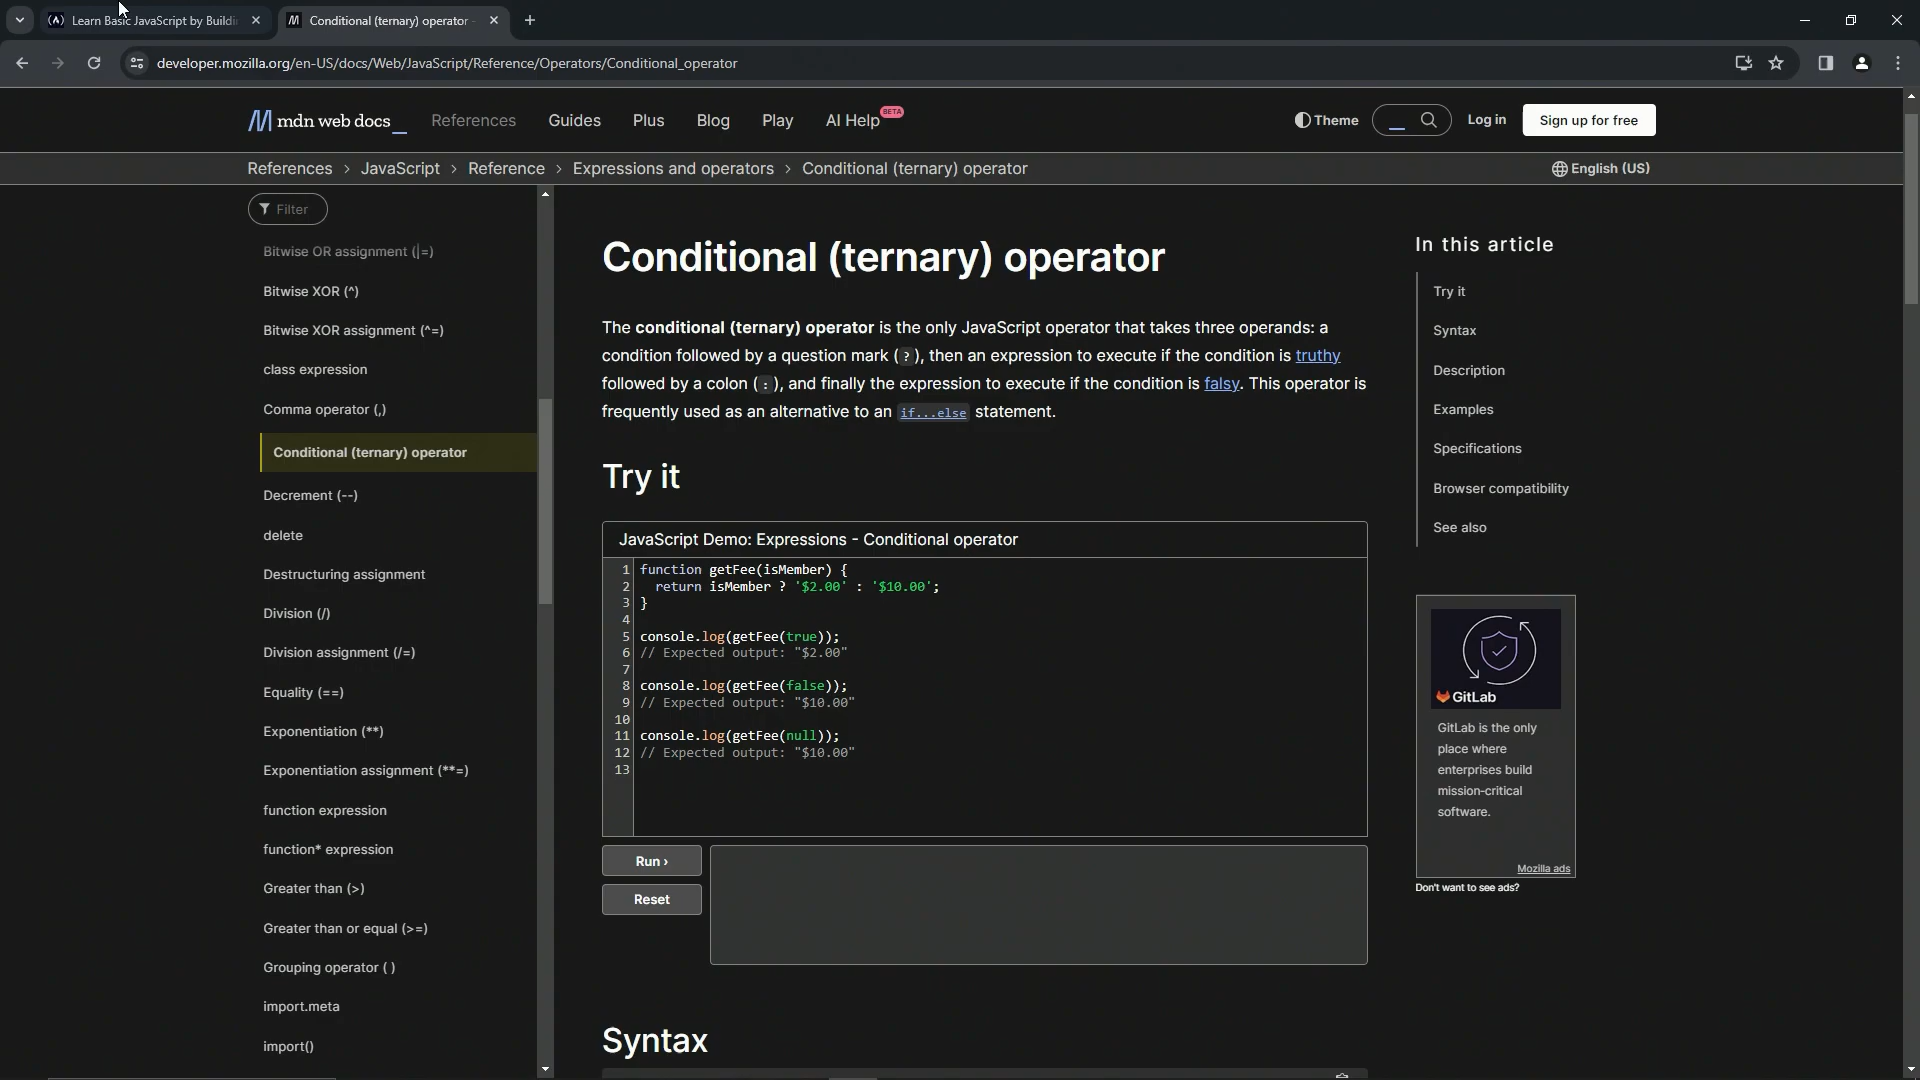 Learn Basic JavaScript by Buildi
Conditional (ternary) operator
developer.mozilla.org/en-US/docs/Web/JavaScript/Reference/Operators/Conditional_operator
mdn web docs_
References
Guides
Plus
Blog
Play
AI Help
BETA
Theme
Log in
Sign up for free
References > JavaScript > Reference > Expressions and operators > Conditional (ternary) operator
English (US)
Filter
Bitwise OR assignment (|=)
Bitwise XOR (^)
Bitwise XOR assignment (^=)
class expression
Comma operator (,)
Conditional (ternary) operator
Decrement (--)
delete
Destructuring assignment
Division (/)
Division assignment (/=)
Equality (==)
Exponentiation (**)
Exponentiation assignment (**=)
function expression
function* expression
Greater than (>)
Greater than or equal (>=)
Grouping operator ( )
import.meta
import()
Conditional (ternary) operator
The conditional (ternary) operator is the only JavaScript operator that takes three operands: a
condition followed by a question mark (?), then an expression to execute if the condition is truthy
followed by a colon (:), and finally the expression to execute if the condition is falsy. This operator is
frequently used as an alternative to an if...else statement.
Try it
JavaScript Demo: Expressions - Conditional operator
1 function getFee(isMember) {
2   return isMember ? '$2.00' : '$10.00';
3 }
4
5 console.log(getFee(true));
6 // Expected output: "$2.00"
7
8 console.log(getFee(false));
9 // Expected output: "$10.00"
10
11 console.log(getFee(null));
12 // Expected output: "$10.00"
13
Run ›
Reset
Syntax
In this article
Try it
Syntax
Description
Examples
Specifications
Browser compatibility
See also
GitLab
GitLab is the only
place where
enterprises build
mission-critical
software.
Mozilla ads
Don't want to see ads?